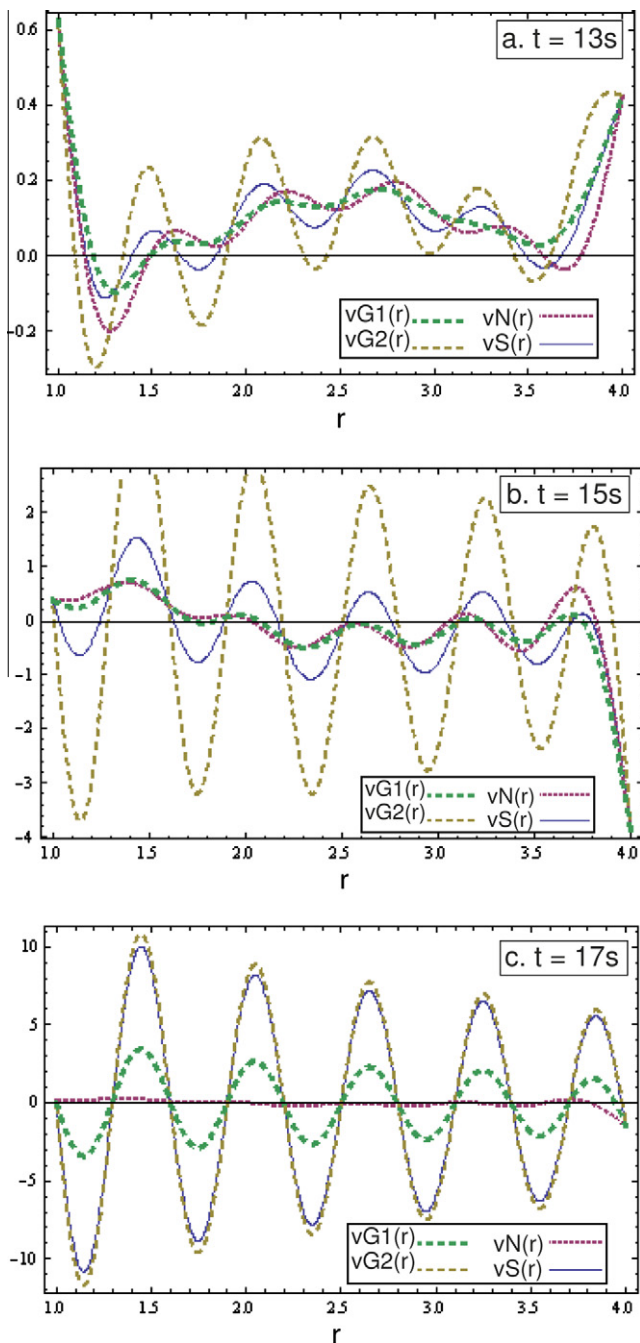 a. t = 13s
0.6
0.4
0.2
0.0
-0.2
vG1(r) vN(r)
vG2(r) vS(r)
1.0 1.5 2.0 2.5 3.0 3.5 4.0
r
b. t = 15s
2
1
0
-1
-2
-3
-4
vG1(r) vN(r)
vG2(r) vS(r)
1.0 1.5 2.0 2.5 3.0 3.5 4.0
r
c. t = 17s
10
5
0
-5
-10
vG1(r) vN(r)
vG2(r) vS(r)
1.0 1.5 2.0 2.5 3.0 3.5 4.0
r